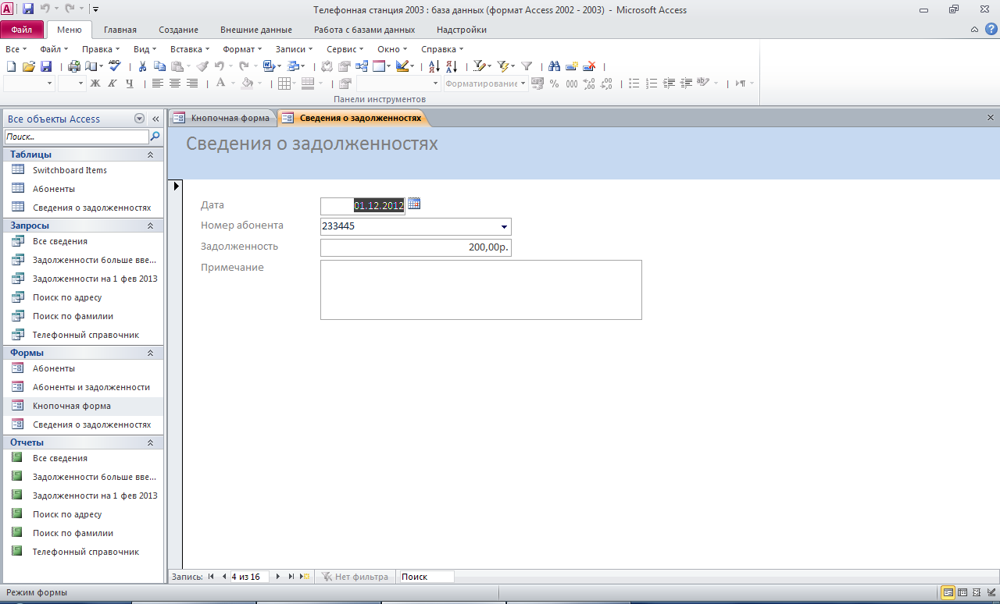 Телефонная станция 2003 : база данных (формат Access 2002 - 2003) - Microsoft Access
Файл Меню Главная Создание Внешние данные Работа с базами данных Надстройки
Все Файл Правка Вид Вставка Формат Записи Сервис Окно Справка
Ж К Ч А Форматирование % 000
Панели инструментов
Все объекты Access
Поиск...
Таблицы
Switchboard Items
Абоненты
Сведения о задолженностях
Запросы
Все сведения
Задолженности больше вве...
Задолженности на 1 фев 2013
Поиск по адресу
Поиск по фамилии
Телефонный справочник
Формы
Абоненты
Абоненты и задолженности
Кнопочная форма
Сведения о задолженностях
Отчеты
Все сведения
Задолженности больше вве...
Задолженности на 1 фев 2013
Поиск по адресу
Поиск по фамилии
Телефонный справочник
Кнопочная форма Сведения о задолженностях
Сведения о задолженностях
Дата 01.12.2012
Номер абонента 233445
Задолженность 200,00р.
Примечание
Запись: 4 из 16 Нет фильтра Поиск
Режим формы